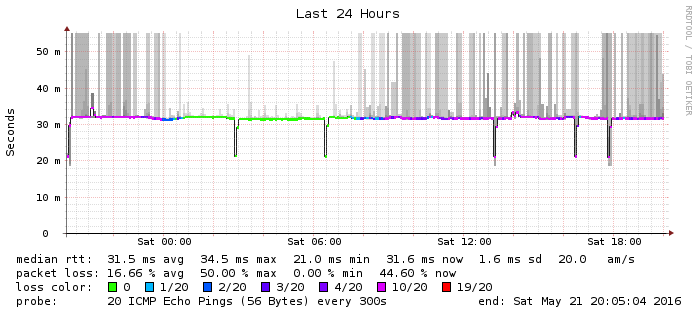 Last 24 Hours
RRDTOOL / TOBI OETIKER
Seconds
50 m
40 m
30 m
20 m
10 m
0
Sat 00:00 Sat 06:00 Sat 12:00 Sat 18:00
median rtt: 31.5 ms avg 34.5 ms max 21.0 ms min 31.6 ms now 1.6 ms sd 20.0 am/s
packet loss: 16.66 % avg 50.00 % max 0.00 % min 44.60 % now
loss color: 0 1/20 2/20 3/20 4/20 10/20 19/20
probe: 20 ICMP Echo Pings (56 Bytes) every 300s end: Sat May 21 20:05:04 2016